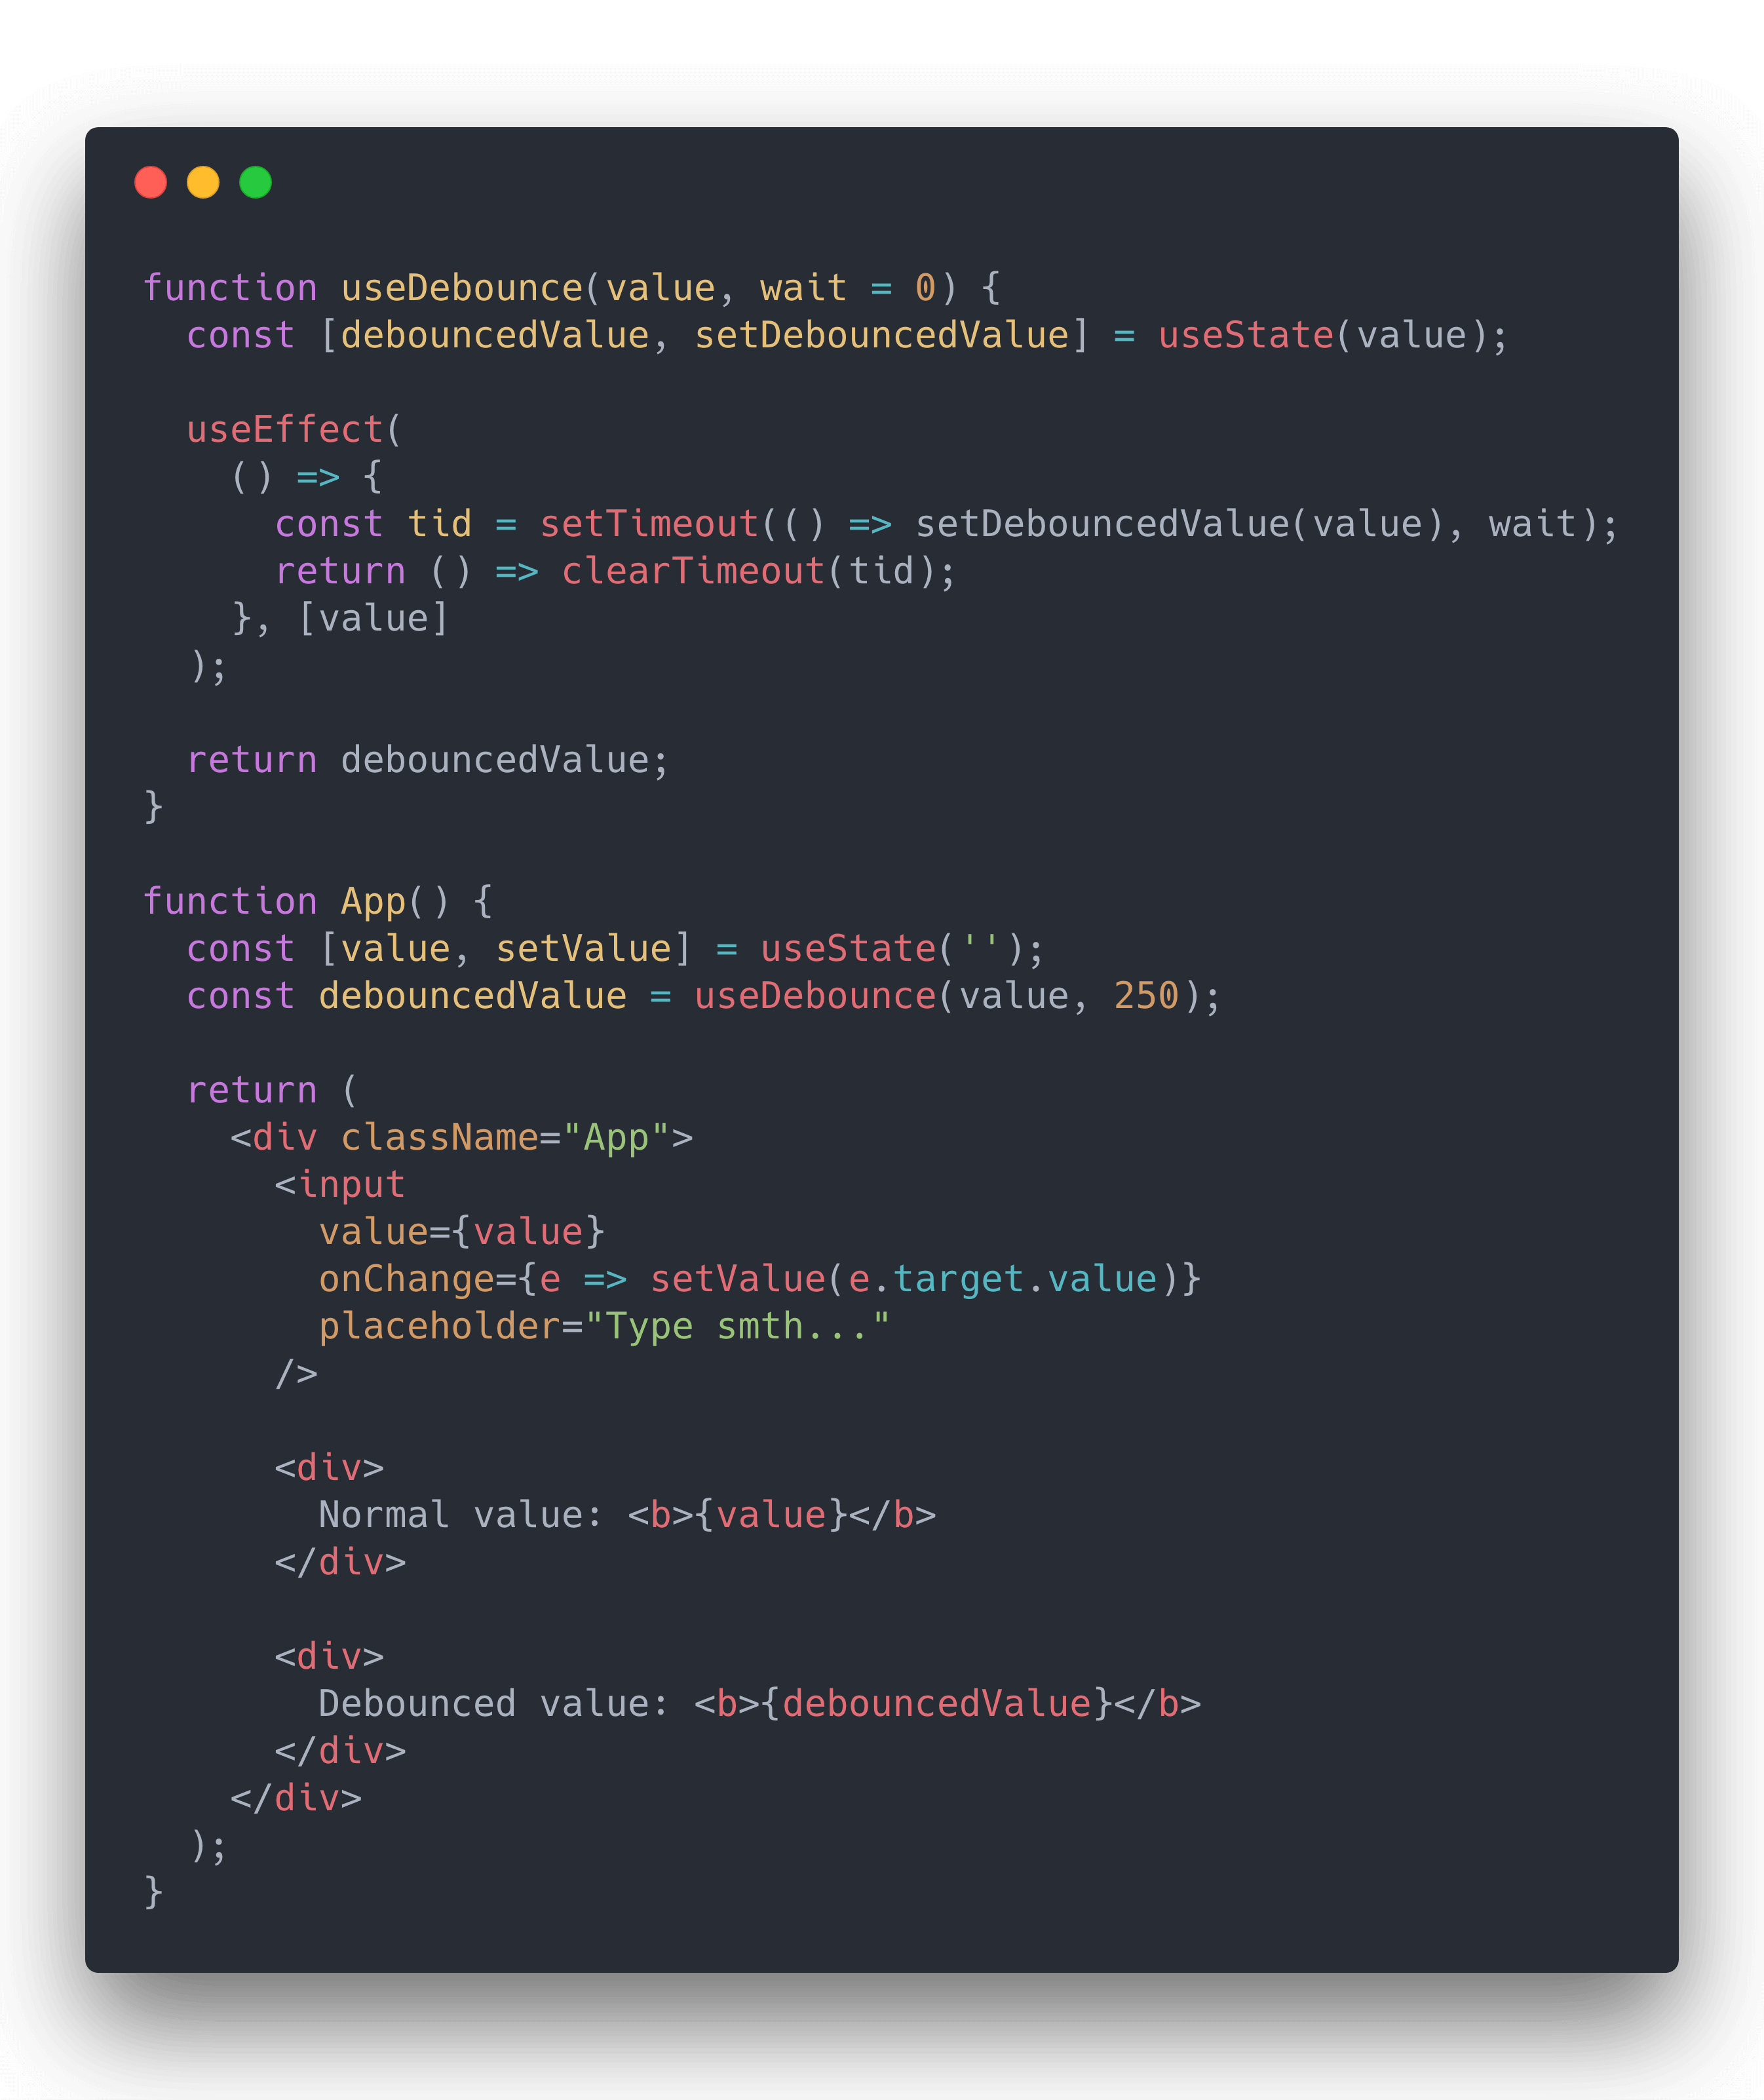 function useDebounce(value, wait = 0) {
  const [debouncedValue, setDebouncedValue] = useState(value);

  useEffect(
    () => {
      const tid = setTimeout(() => setDebouncedValue(value), wait);
      return () => clearTimeout(tid);
    }, [value]
  );

  return debouncedValue;
}

function App() {
  const [value, setValue] = useState('');
  const debouncedValue = useDebounce(value, 250);

  return (
    <div className="App">
      <input
        value={value}
        onChange={e => setValue(e.target.value)}
        placeholder="Type smth..."
      />

      <div>
        Normal value: <b>{value}</b>
      </div>

      <div>
        Debounced value: <b>{debouncedValue}</b>
      </div>
    </div>
  );
}